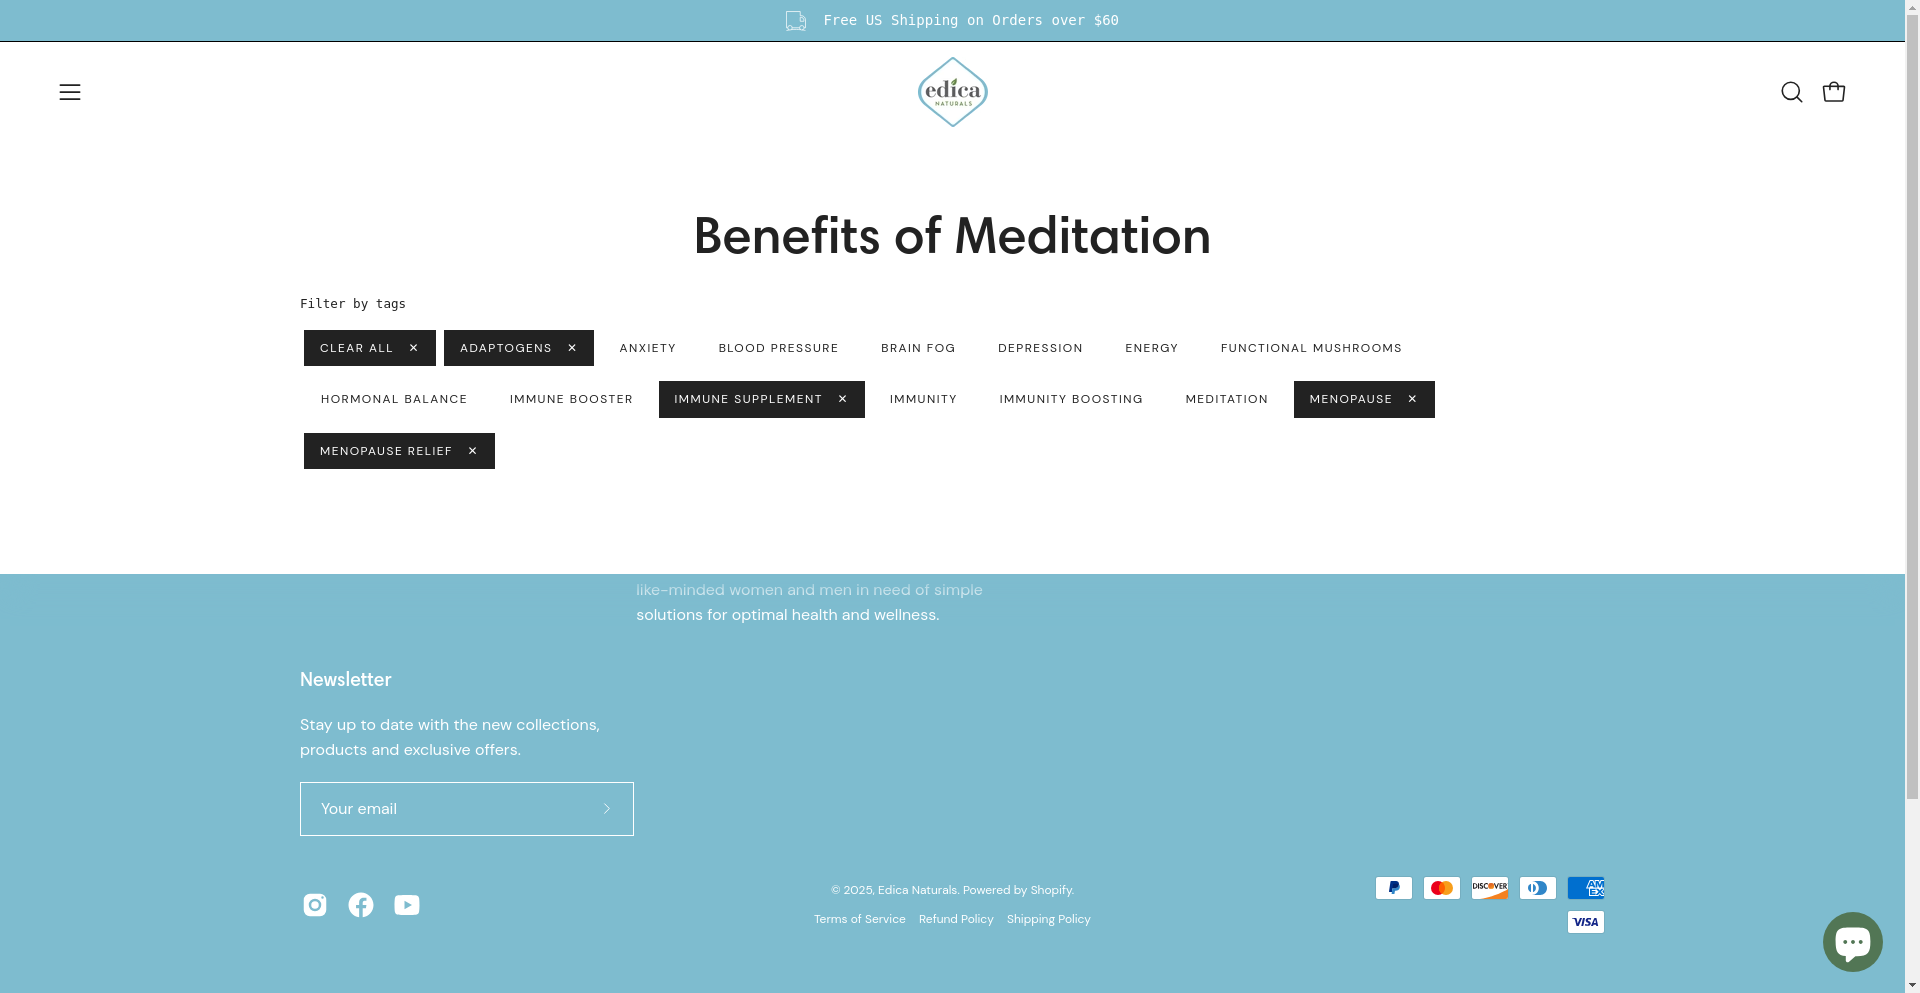 Free US Shipping on Orders over $60
edica
NATURALS
Benefits of Meditation
Filter by tags
CLEAR ALL ✕ ADAPTOGENS ✕ ANXIETY BLOOD PRESSURE BRAIN FOG DEPRESSION ENERGY FUNCTIONAL MUSHROOMS
HORMONAL BALANCE IMMUNE BOOSTER IMMUNE SUPPLEMENT ✕ IMMUNITY IMMUNITY BOOSTING MEDITATION MENOPAUSE ✕
MENOPAUSE RELIEF ✕
like-minded women and men in need of simple
solutions for optimal health and wellness.
Newsletter
Stay up to date with the new collections,
products and exclusive offers.
Your email
© 2025, Edica Naturals. Powered by Shopify.
Terms of Service Refund Policy Shipping Policy
DISCOVER
AM
EX
VISA